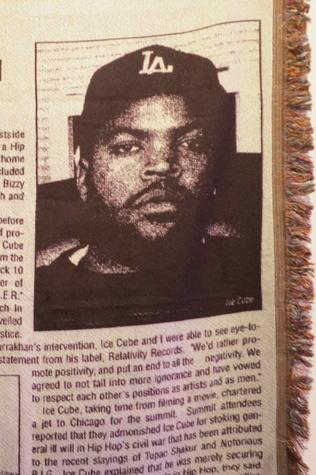 LA
Ice Cube
stside
a Hip
home
cluded
Bizzy
h and
before
f pro-
Cube
m the
ck 10
er of
.E.R."
ch in
veiled
stice.
rrakhan's intervention, Ice Cube and I were able to see eye-to-
statement from his label, Relativity Records. "We'd rather pro-
mote positivity, and put an end to all the negativity. We
agreed to not fall into more ignorance and have vowed
to respect each other's positions as artists and as men."
Ice Cube, taking time from filming a movie, chartered
a jet to Chicago for the summit. Summit attendees
reported that they admonished Ice Cube for stoking gen-
eral ill will in Hip Hop's civil war that has been attributed
to the recent slayings of Tupac Shakur and Notorious
B.I.G. Ice Cube explained that he was merely securing
in Hip Hop, they said.